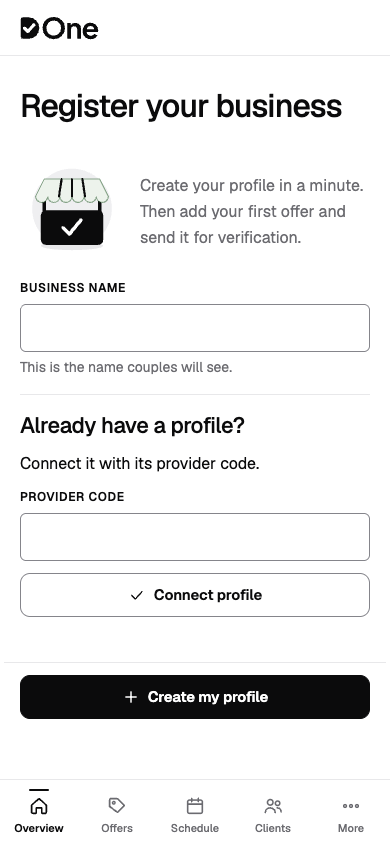 DOne
Register your business
Create your profile in a minute.
Then add your first offer and
send it for verification.
BUSINESS NAME
This is the name couples will see.
Already have a profile?
Connect it with its provider code.
PROVIDER CODE
Connect profile
Create my profile
Overview
Offers
Schedule
Clients
More